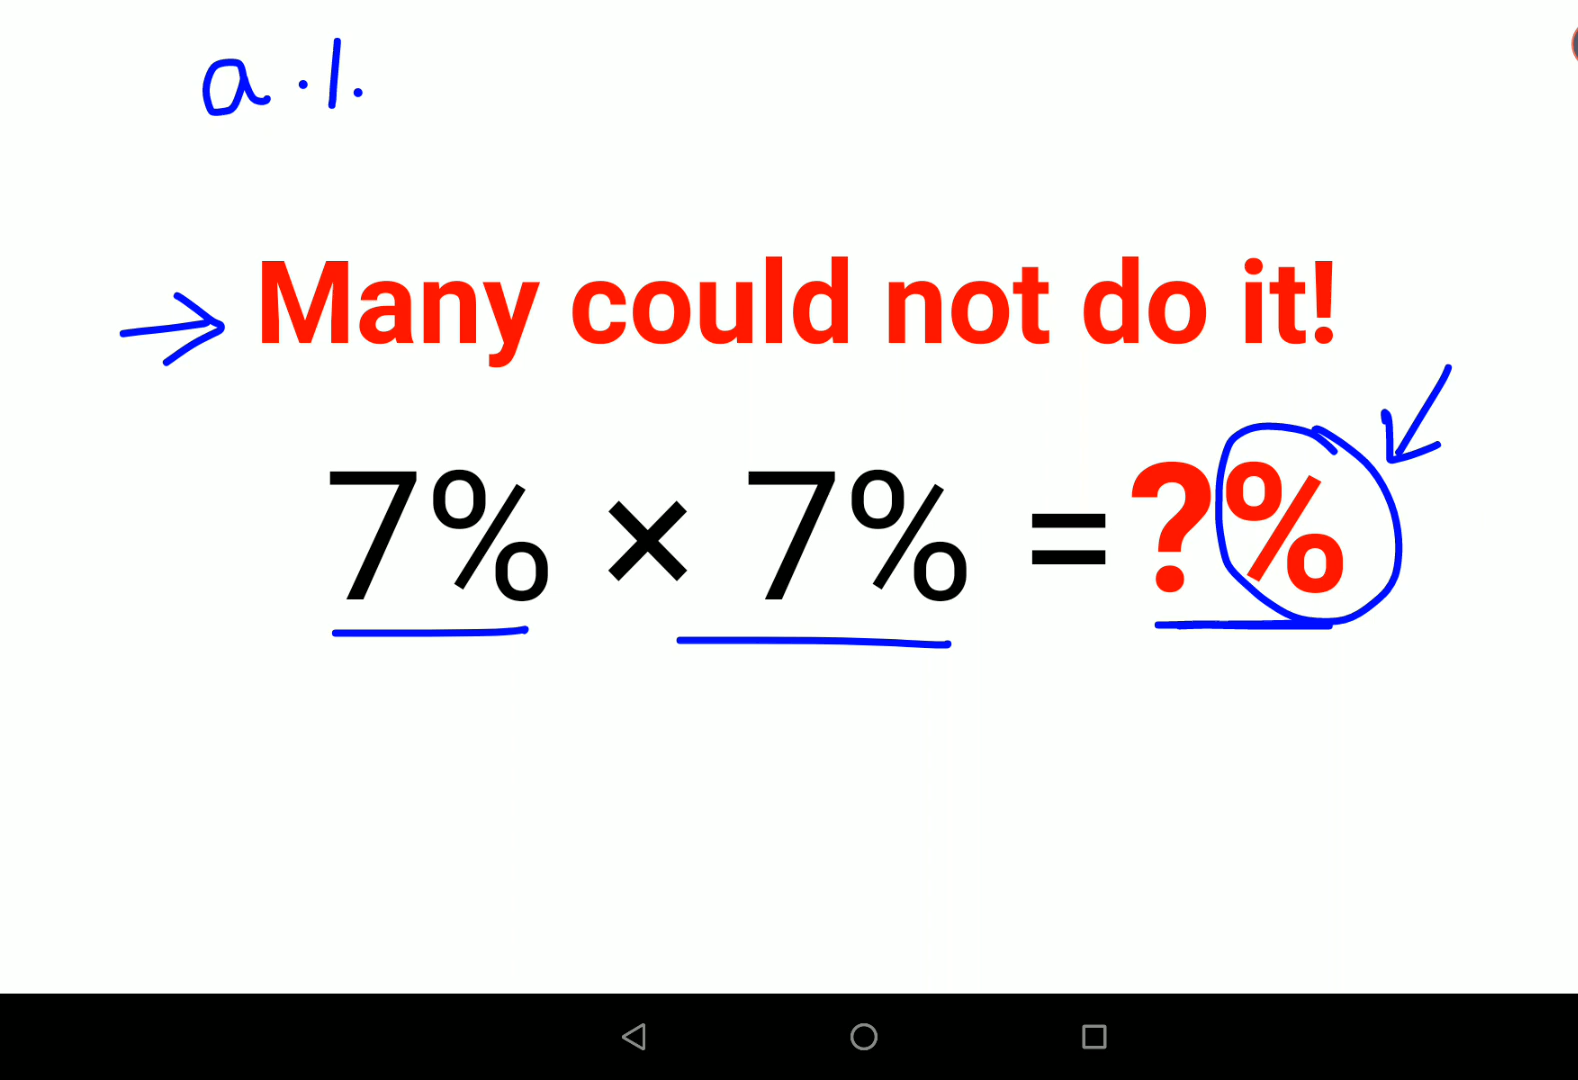 a %
Many could not do it!
7% × 7% = ?%